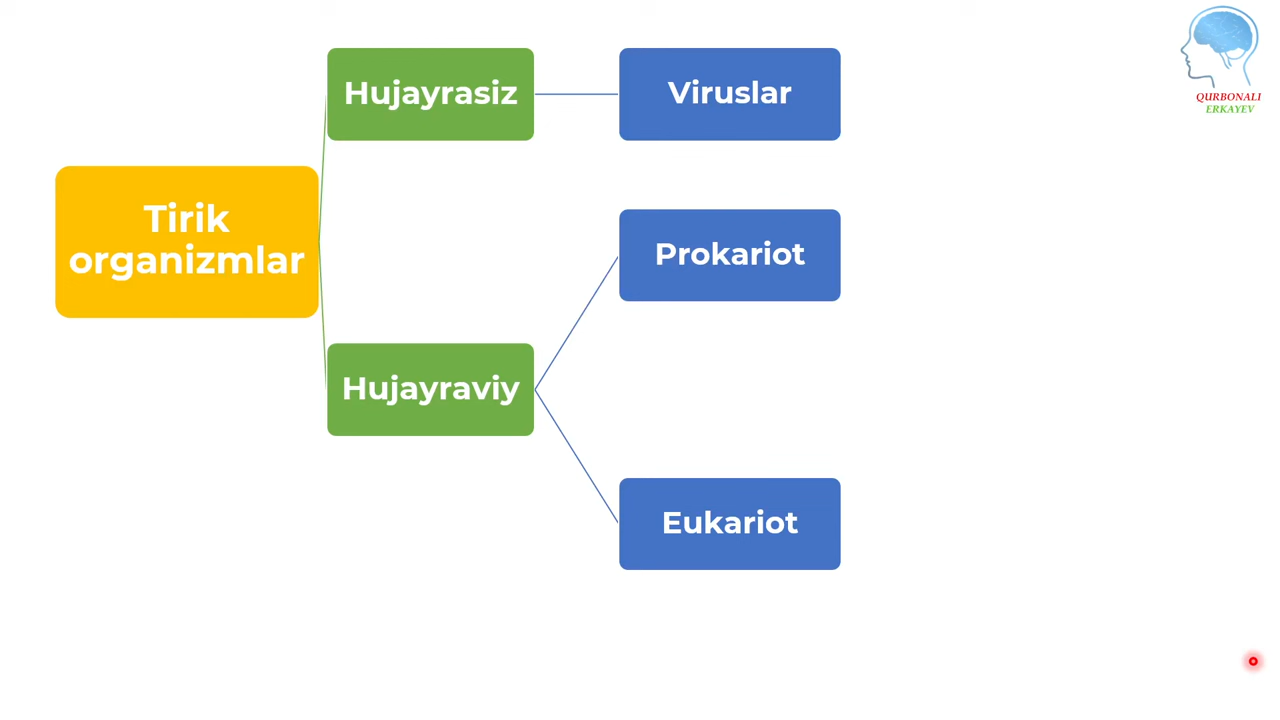 Hujayrasiz
Viruslar
QURBONALI
ERKAYEV
Tirik
organizmlar
Prokariot
Hujayraviy
Eukariot